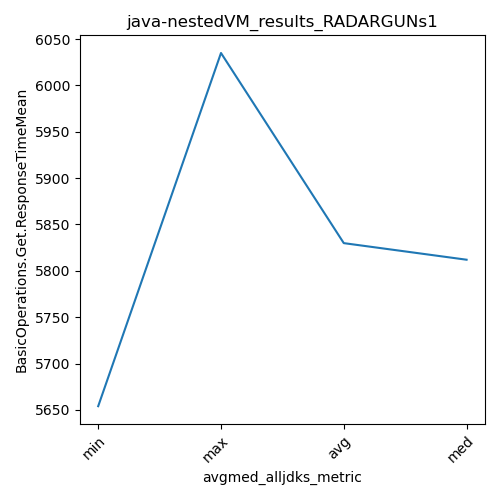 java-nestedVM_results_RADARGUNs1
BasicOperations.Get.ResponseTimeMean
6050
6000
5950
5900
5850
5800
5750
5700
5650
min
max
avg
med
avgmed_alljdks_metric